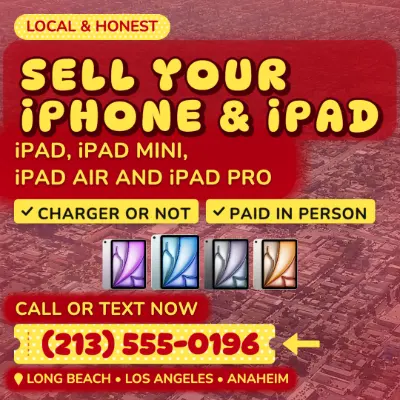 LOCAL & HONEST
SELL YOUR
iPHONE & iPAD
iPAD, iPAD MINI,
iPAD AIR AND iPAD PRO
✓ CHARGER OR NOT ✓ PAID IN PERSON
CALL OR TEXT NOW
(213) 555-0196
LONG BEACH • LOS ANGELES • ANAHEIM